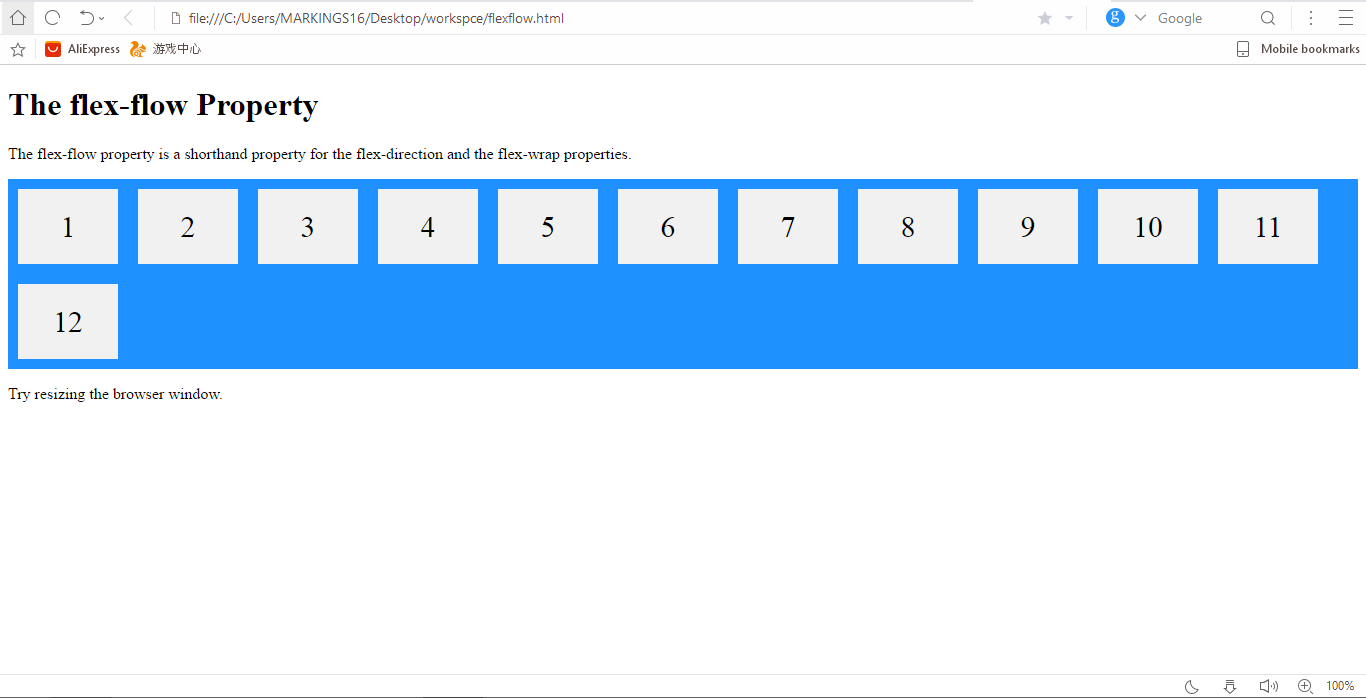 file:///C:/Users/MARKINGS16/Desktop/workspce/flexflow.html
Google
AliExpress 游戏中心 Mobile bookmarks
The flex-flow Property
The flex-flow property is a shorthand property for the flex-direction and the flex-wrap properties.
1 2 3 4 5 6 7 8 9 10 11
12
Try resizing the browser window.
100%